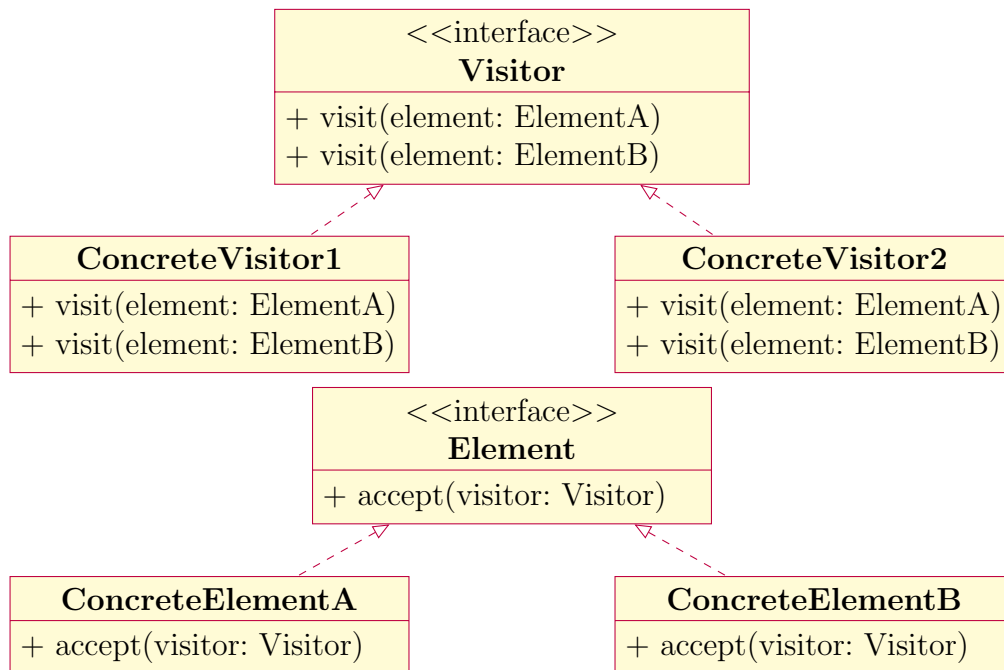 <<interface>>
Visitor
+ visit(element: ElementA)
+ visit(element: ElementB)
ConcreteVisitor1
+ visit(element: ElementA)
+ visit(element: ElementB)
ConcreteVisitor2
+ visit(element: ElementA)
+ visit(element: ElementB)
<<interface>>
Element
+ accept(visitor: Visitor)
ConcreteElementA
+ accept(visitor: Visitor)
ConcreteElementB
+ accept(visitor: Visitor)